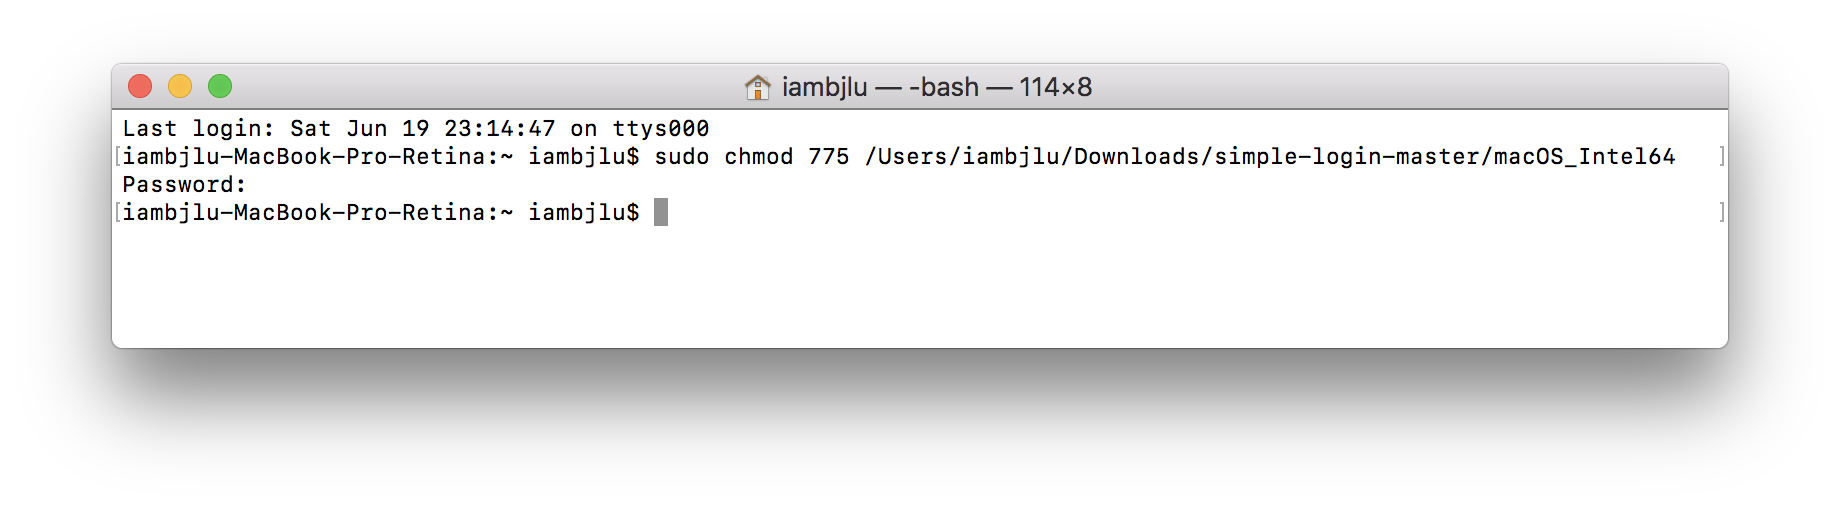 iambjlu — -bash — 114×8
Last login: Sat Jun 19 23:14:47 on ttys000
[iambjlu-MacBook-Pro-Retina:~ iambjlu$ sudo chmod 775 /Users/iambjlu/Downloads/simple-login-master/macOS_Intel64 ]
Password:
[iambjlu-MacBook-Pro-Retina:~ iambjlu$ ]